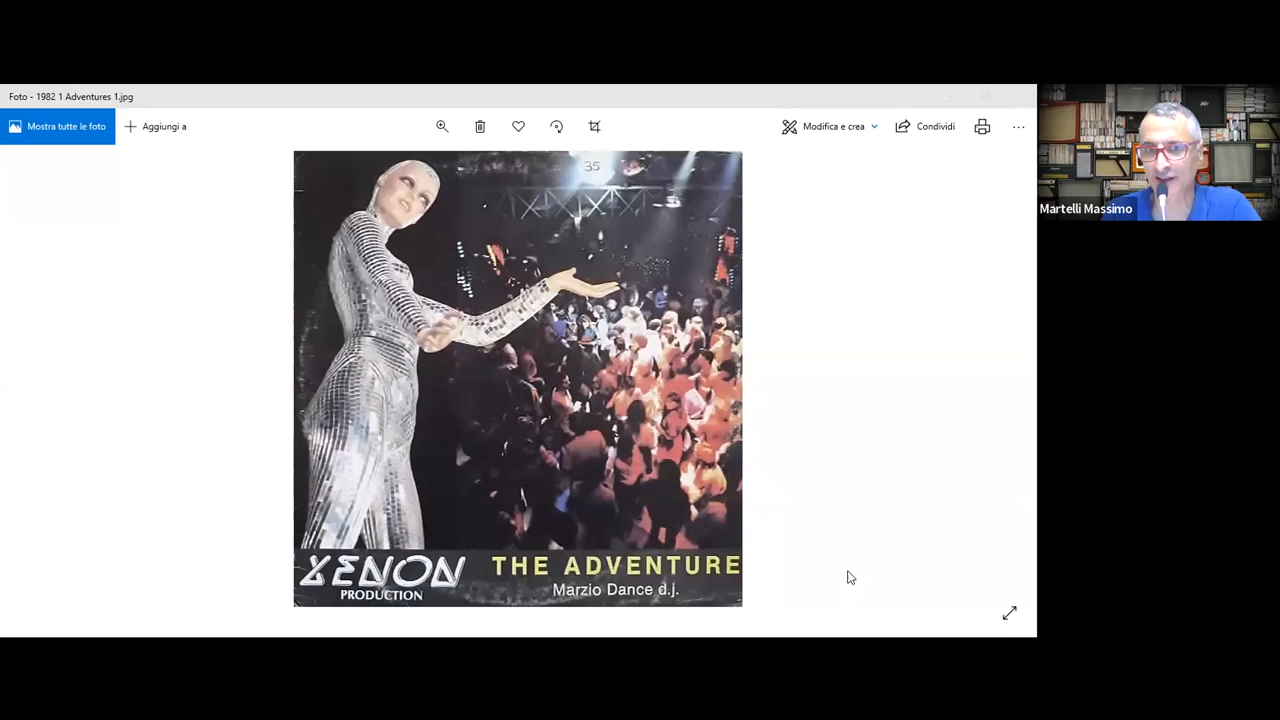 Foto - 1982 1 Adventures 1.jpg
Mostra tutte le foto
Aggiungi a
Modifica e crea
Condividi
35
XENON
PRODUCTION
THE ADVENTURE
Marzio Dance d.j.
Martelli Massimo